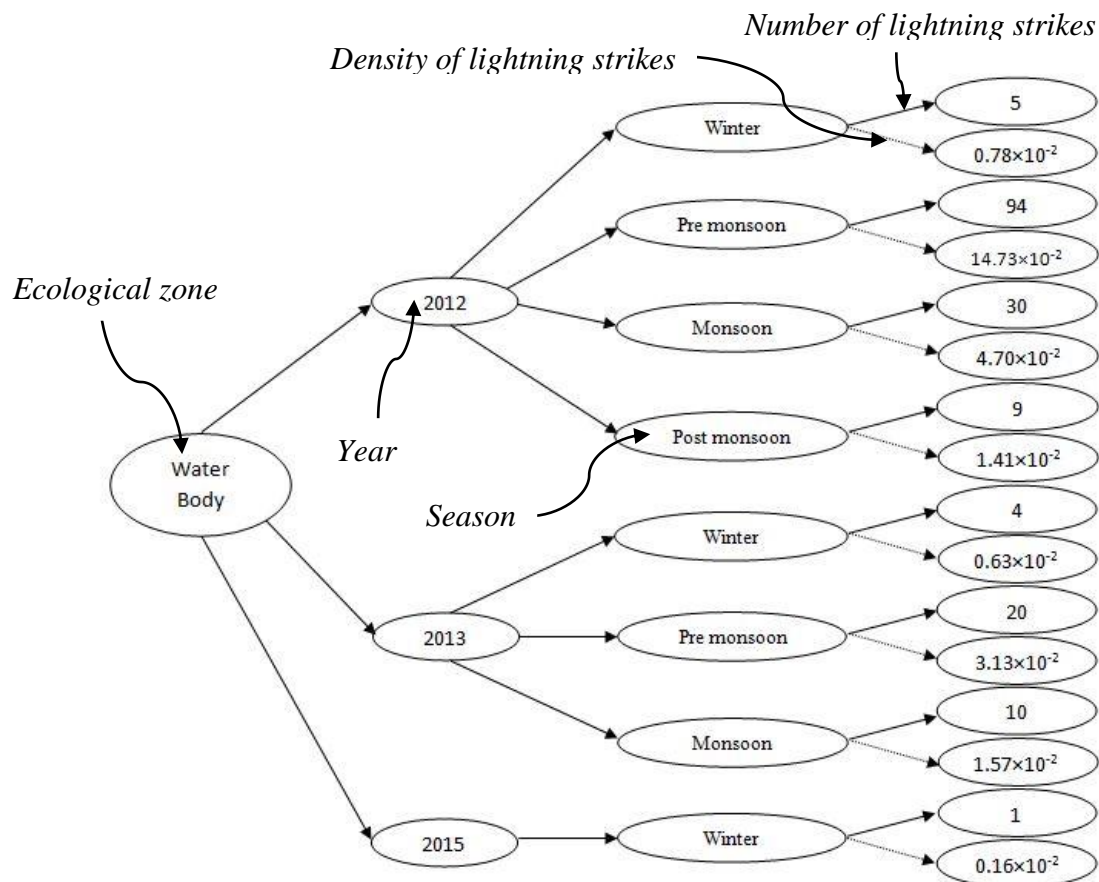 Number of lightning strikes
Density of lightning strikes
5
Winter
0.78×10⁻²
94
Pre monsoon
14.73×10⁻²
Ecological zone
2012
30
Monsoon
4.70×10⁻²
9
Year
Post monsoon
1.41×10⁻²
Water
Body
Season
4
Winter
0.63×10⁻²
20
2013
Pre monsoon
3.13×10⁻²
10
Monsoon
1.57×10⁻²
1
2015
Winter
0.16×10⁻²